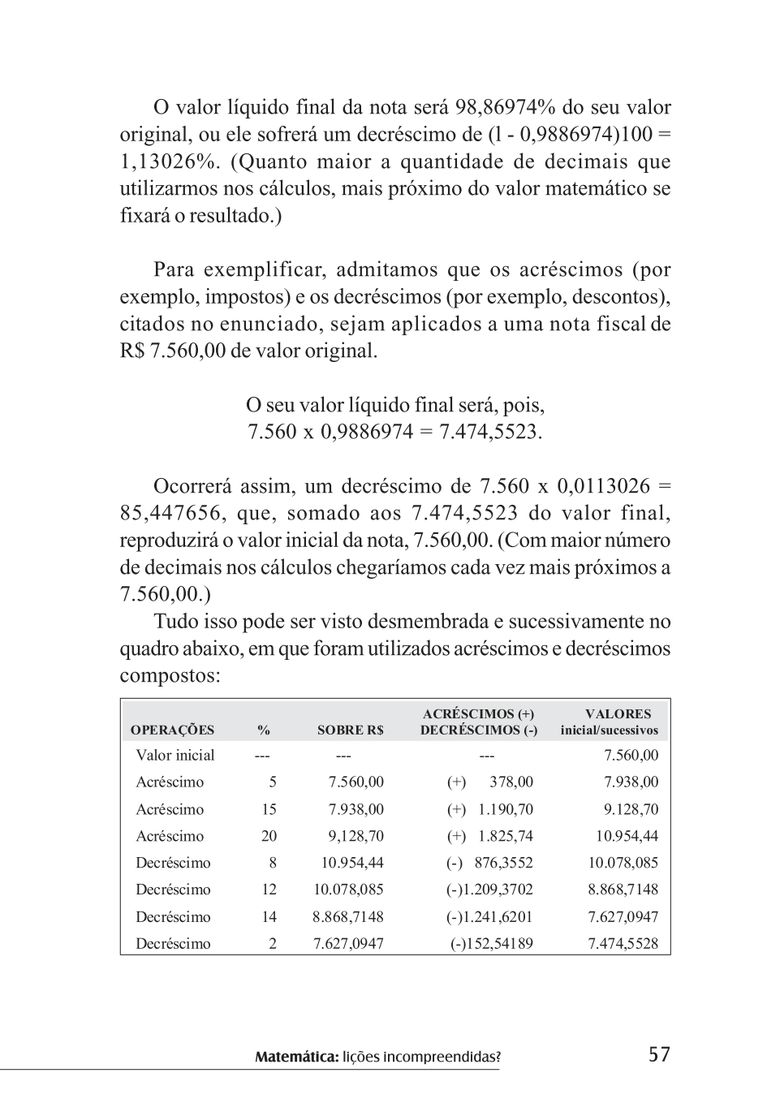 O valor líquido final da nota será 98,86974% do seu valor
original, ou ele sofrerá um decréscimo de (l - 0,9886974)100 =
1,13026%. (Quanto maior a quantidade de decimais que
utilizarmos nos cálculos, mais próximo do valor matemático se
fixará o resultado.)
Para exemplificar, admitamos que os acréscimos (por
exemplo, impostos) e os decréscimos (por exemplo, descontos),
citados no enunciado, sejam aplicados a uma nota fiscal de
R$ 7.560,00 de valor original.
O seu valor líquido final será, pois,
7.560 x 0,9886974 = 7.474,5523.
Ocorrerá assim, um decréscimo de 7.560 x 0,0113026 =
85,447656, que, somado aos 7.474,5523 do valor final,
reproduzirá o valor inicial da nota, 7.560,00. (Com maior número
de decimais nos cálculos chegaríamos cada vez mais próximos a
7.560,00.)
Tudo isso pode ser visto desmembrada e sucessivamente no
quadro abaixo, em que foram utilizados acréscimos e decréscimos
compostos:
ACRÉSCIMOS (+) VALORES
OPERAÇÕES % SOBRE R$ DECRÉSCIMOS (-) inicial/sucessivos
Valor inicial --- --- --- 7.560,00
Acréscimo 5 7.560,00 (+) 378,00 7.938,00
Acréscimo 15 7.938,00 (+) 1.190,70 9.128,70
Acréscimo 20 9,128,70 (+) 1.825,74 10.954,44
Decréscimo 8 10.954,44 (-) 876,3552 10.078,085
Decréscimo 12 10.078,085 (-)1.209,3702 8.868,7148
Decréscimo 14 8.868,7148 (-)1.241,6201 7.627,0947
Decréscimo 2 7.627,0947 (-)152,54189 7.474,5528
Matemática: lições incompreendidas? 57